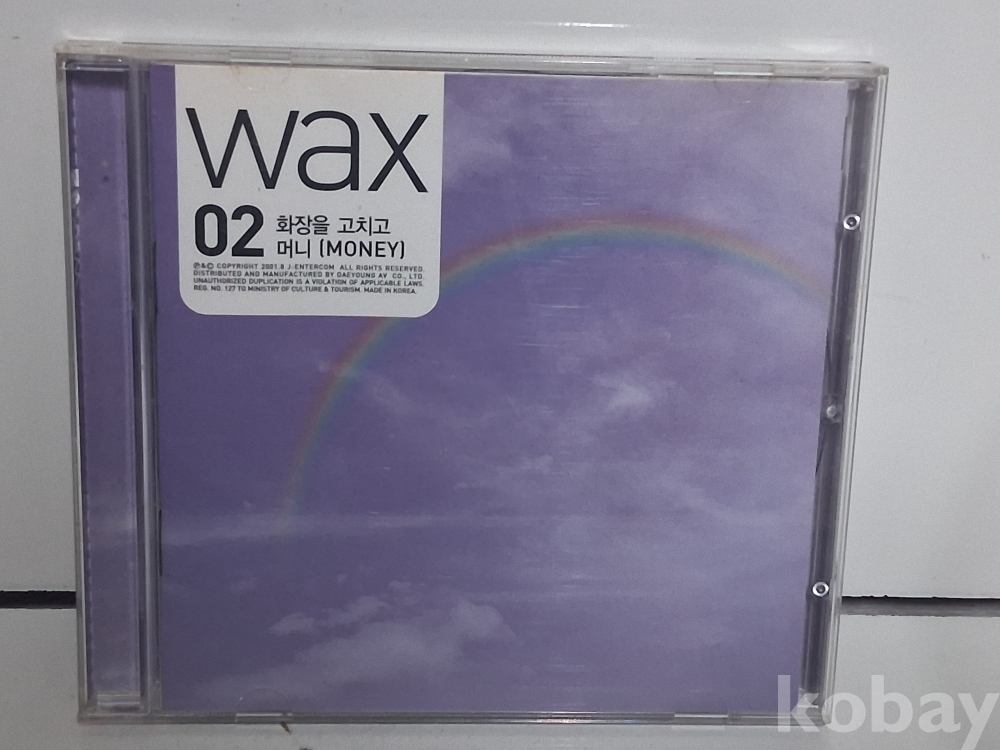 wax
02 화장을 고치고
머니 (MONEY)
℗&© COPYRIGHT 2001.8 J-ENTERCOM ALL RIGHTS RESERVED.
DISTRIBUTED AND MANUFACTURED BY DAEYOUNG AV CO., LTD.
UNAUTHORIZED DUPLICATION IS A VIOLATION OF APPLICABLE LAWS.
REG. NO. 127 TO MINISTRY OF CULTURE & TOURISM. MADE IN KOREA.
kobay